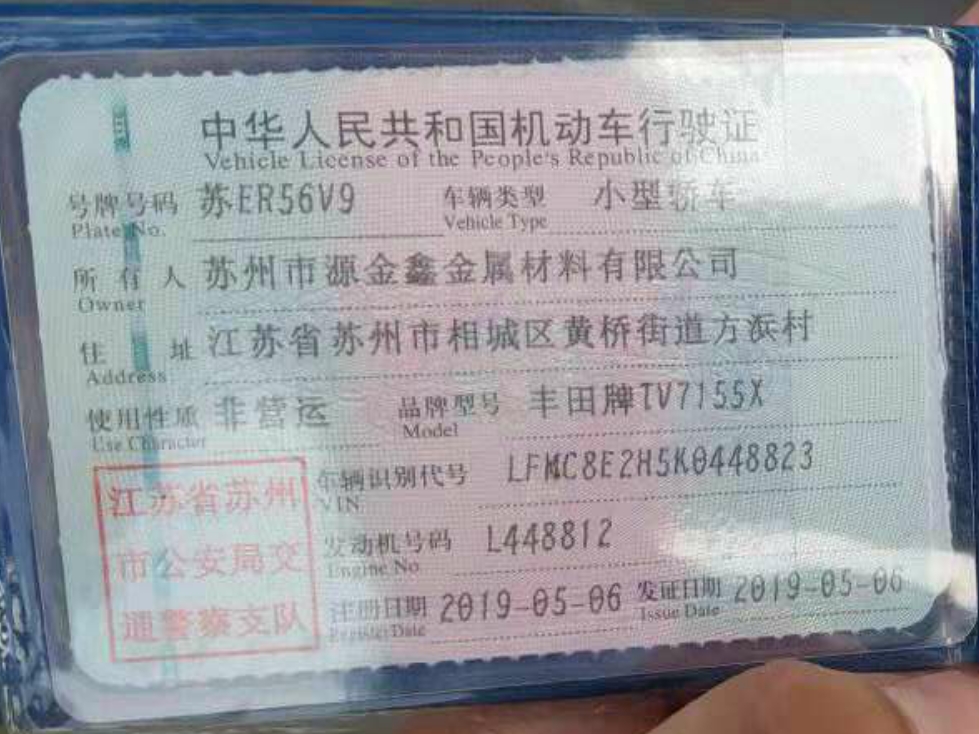 中华人民共和国机动车行驶证
Vehicle License of the People's Republic of China
号牌号码 苏ER56V9 车辆类型 小型轿车
Plate No. Vehicle Type
所有人 苏州市源金鑫金属材料有限公司
Owner
住址 江苏省苏州市相城区黄桥街道方浜村
Address
使用性质 非营运 品牌型号 丰田牌TV7155X
Use Character Model
车辆识别代号 LFMC8E2H5K0448823
VIN
发动机号码 L448812
Engine No
注册日期 2019-05-06 发证日期 2019-05-06
Register Date Issue Date
江苏省苏州
市公安局交
通警察支队